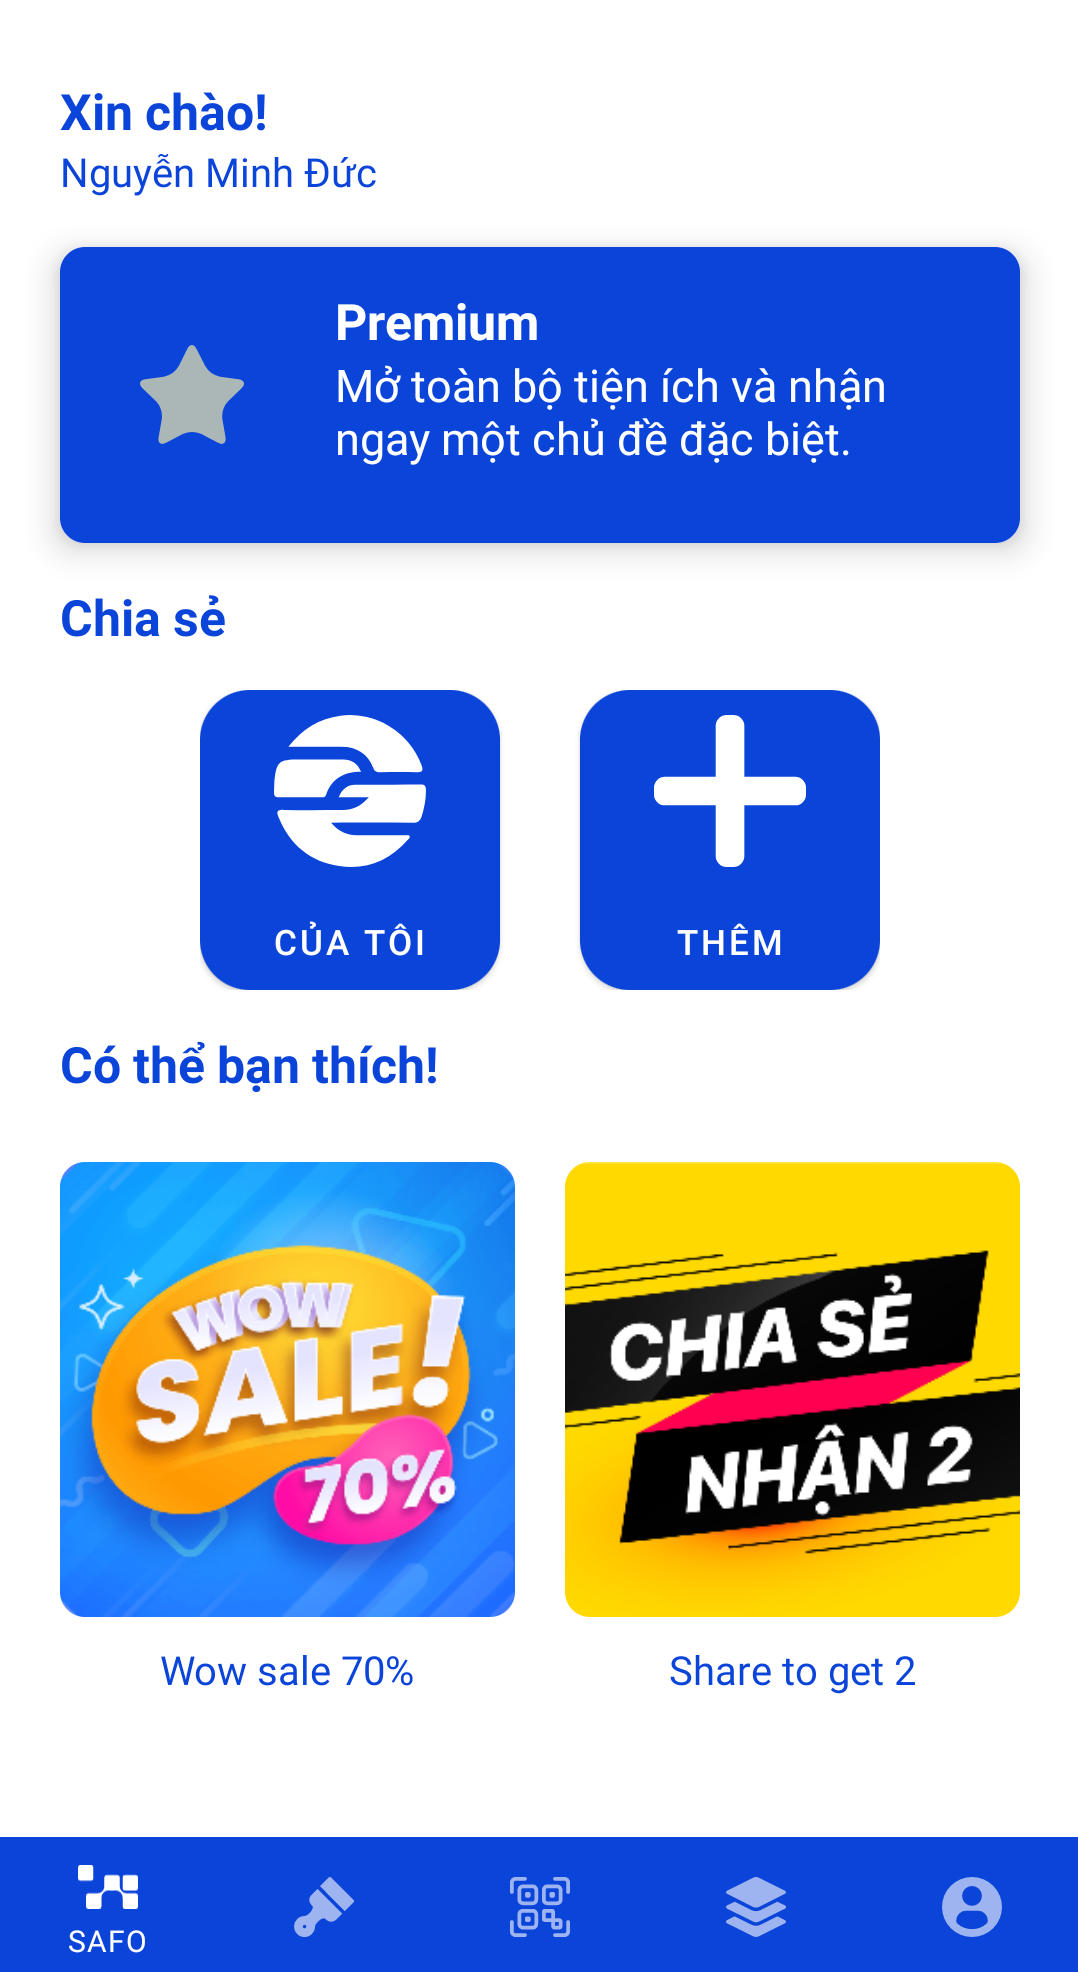 Xin chào!
Nguyễn Minh Đức
Premium
Mở toàn bộ tiện ích và nhận
ngay một chủ đề đặc biệt.
Chia sẻ
CỦA TÔI
THÊM
Có thể bạn thích!
WOW
SALE!
70%
CHIA SẺ
NHẬN 2
Wow sale 70%
Share to get 2
SAFO